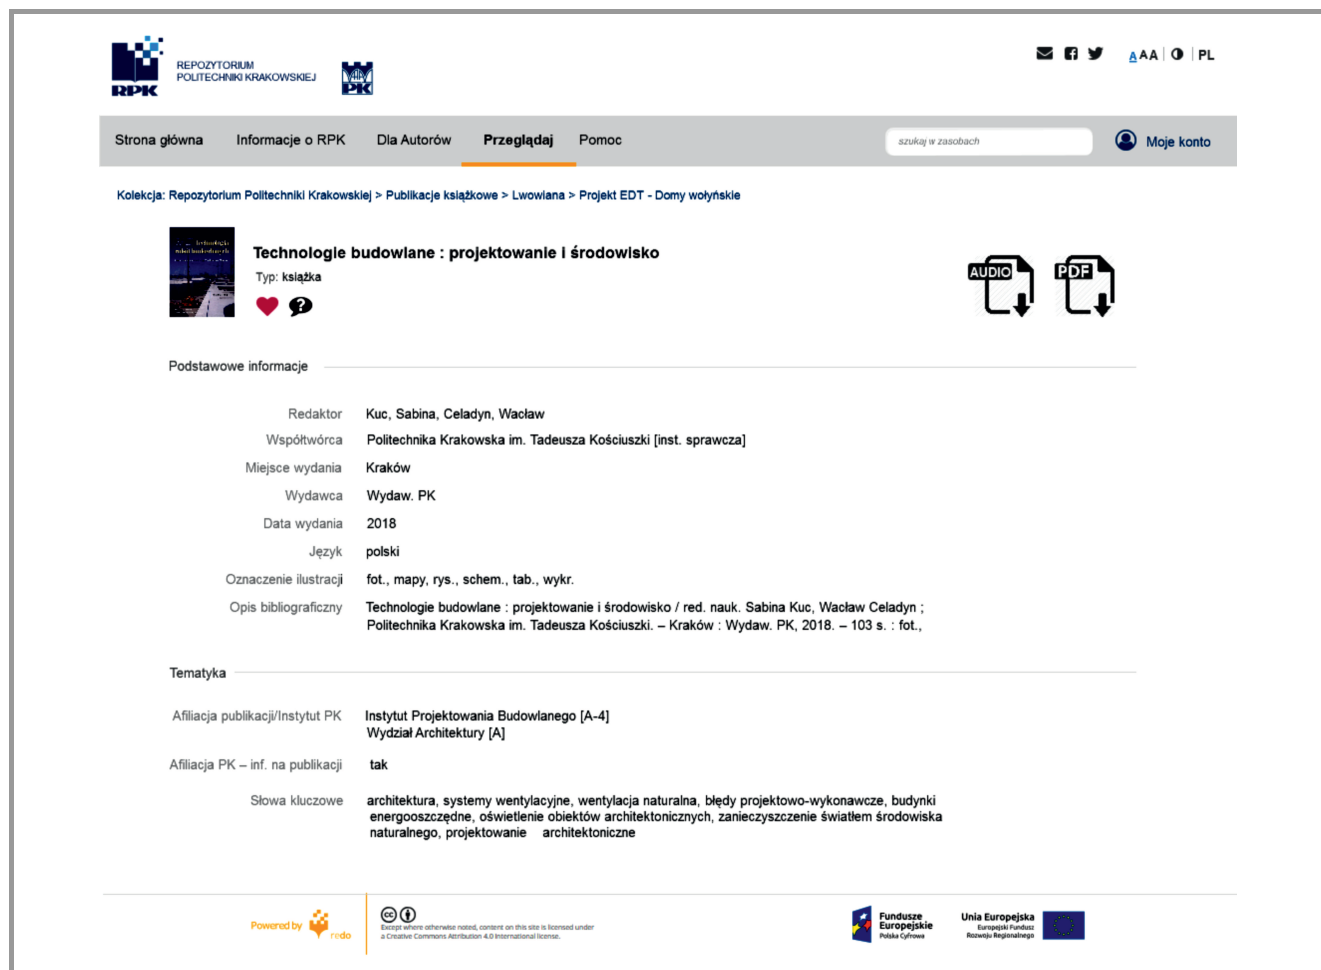 RPK
REPOZYTORIUM
POLITECHNIKI KRAKOWSKIEJ
PK
A A A | | PL
Strona główna Informacje o RPK Dla Autorów Przeglądaj Pomoc szukaj w zasobach Moje konto
Kolekcja: Repozytorium Politechniki Krakowskiej > Publikacje książkowe > Lwowiana > Projekt EDT - Domy wołyńskie
Technologie budowlane : projektowanie i środowisko
Typ: książka
AUDIO PDF
Podstawowe informacje
Redaktor Kuc, Sabina, Celadyn, Wacław
Współtwórca Politechnika Krakowska im. Tadeusza Kościuszki [inst. sprawcza]
Miejsce wydania Kraków
Wydawca Wydaw. PK
Data wydania 2018
Język polski
Oznaczenie ilustracji fot., mapy, rys., schem., tab., wykr.
Opis bibliograficzny Technologie budowlane : projektowanie i środowisko / red. nauk. Sabina Kuc, Wacław Celadyn ;
Politechnika Krakowska im. Tadeusza Kościuszki. – Kraków : Wydaw. PK, 2018. – 103 s. : fot.,
Tematyka
Afiliacja publikacji/Instytut PK Instytut Projektowania Budowlanego [A-4]
Wydział Architektury [A]
Afiliacja PK – inf. na publikacji tak
Słowa kluczowe architektura, systemy wentylacyjne, wentylacja naturalna, błędy projektowo-wykonawcze, budynki
energooszczędne, oświetlenie obiektów architektonicznych, zanieczyszczenie światłem środowiska
naturalnego, projektowanie architektoniczne
Powered by redo
cc
Except where otherwise noted, content on this site is licensed under
a Creative Commons Attribution 4.0 International license.
Fundusze
Europejskie
Polska Cyfrowa
Unia Europejska
Europejski Fundusz
Rozwoju Regionalnego